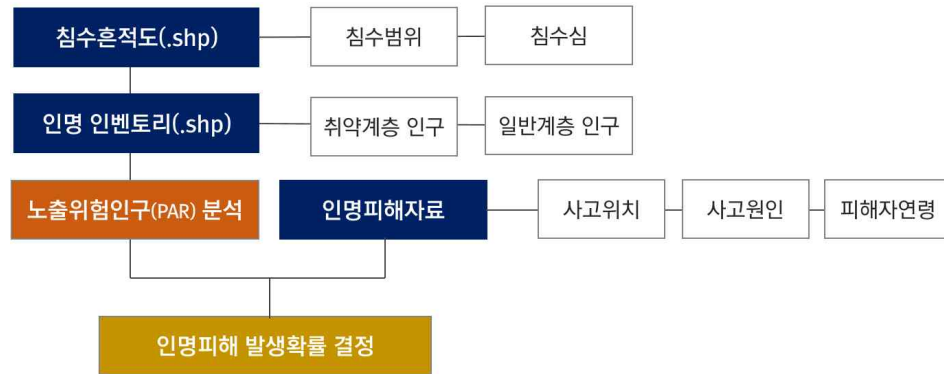 침수흔적도(.shp) 침수범위 침수심
인명 인벤토리(.shp) 취약계층 인구 일반계층 인구
노출위험인구(PAR) 분석 인명피해자료 사고위치 사고원인 피해자연령
인명피해 발생확률 결정